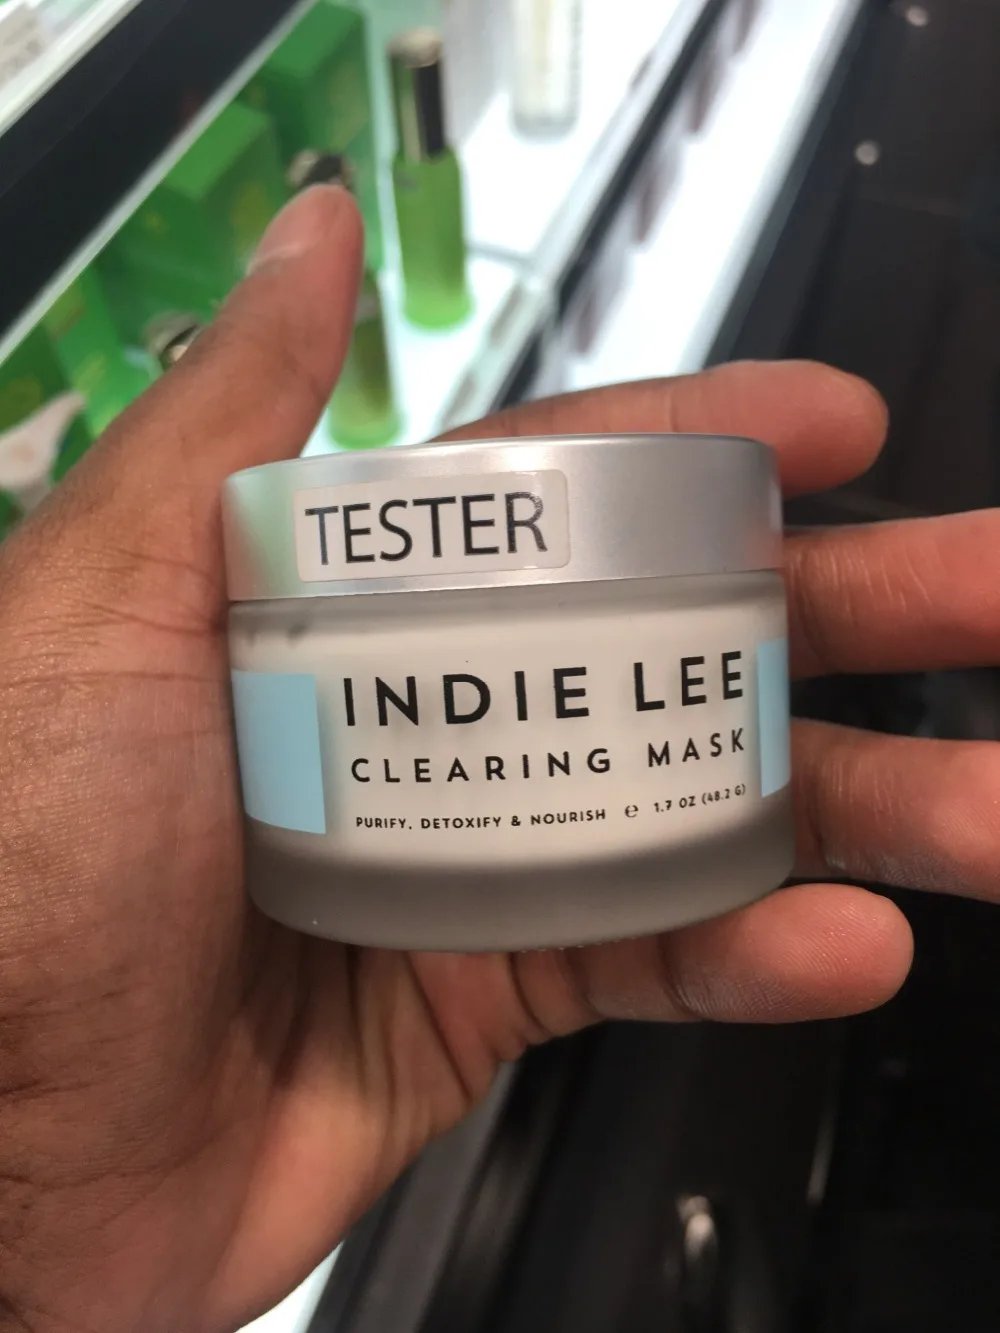 TESTER
INDIE LEE
CLEARING MASK
PURIFY, DETOXIFY & NOURISH ℮ 1.7 OZ (48.2 G)